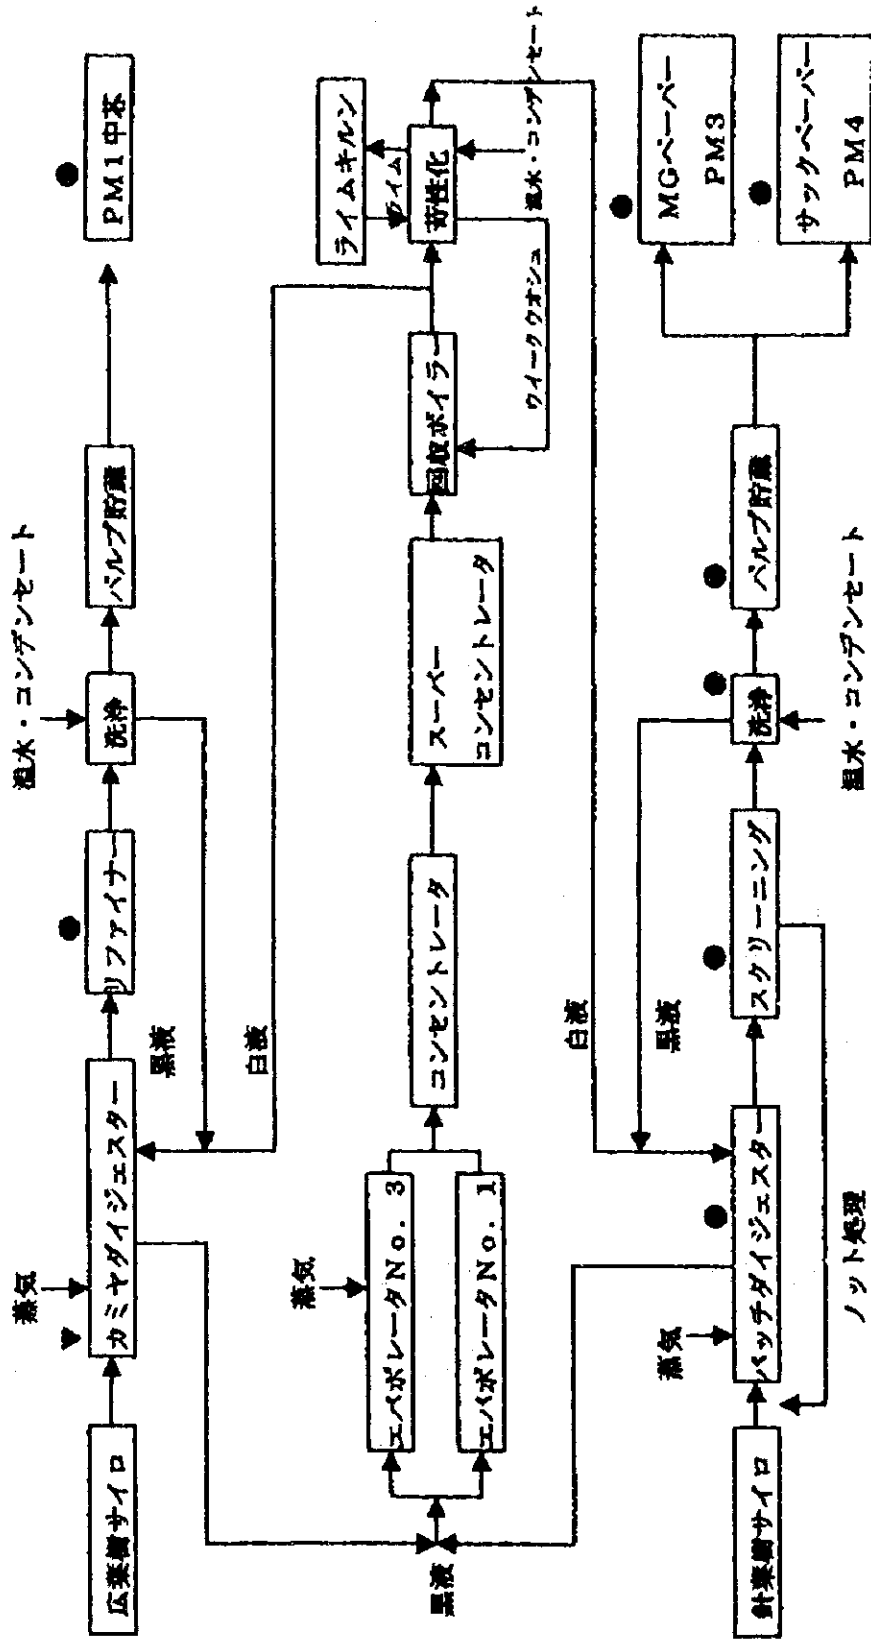 温水・コンデンセート
蒸気
広葉樹サイロ
カミヤダイジェスター
リファイナー
洗浄
パルプ貯蔵
PM1中芯
黒液
白液
ライムキルン
ライム
蒸気
エバポレータNo. 3
エバポレータNo. 1
黒液
コンセントレータ
スーパー
コンセントレータ
回収ボイラー
苛性化
温水・コンデンセート
ウイークウオシュ
白液
黒液
蒸気
針葉樹サイロ
バッチダイジェスター
スクリーニング
洗浄
パルプ貯蔵
MGペーパー
PM3
サックペーパー
PM4
ノット処理
温水・コンデンセート